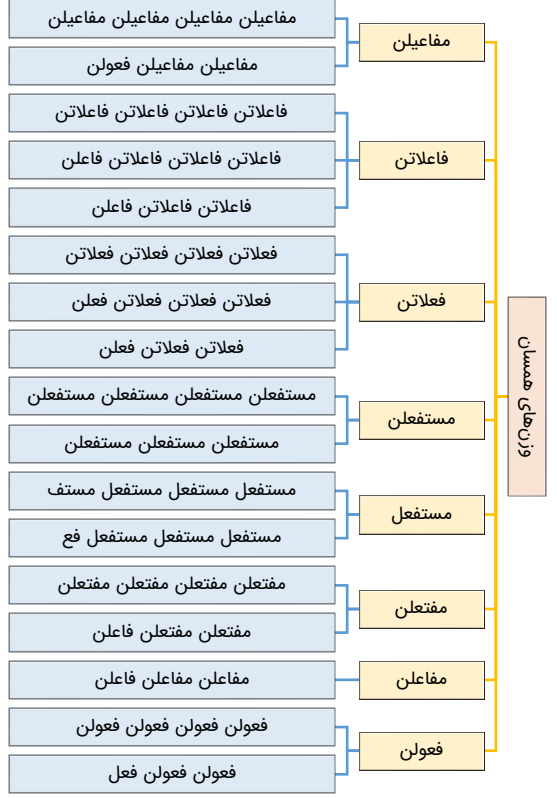 وزن‌های همسان
مفاعیلن
مفاعیلن مفاعیلن مفاعیلن مفاعیلن
مفاعیلن مفاعیلن فعولن
فاعلاتن
فاعلاتن فاعلاتن فاعلاتن فاعلاتن
فاعلاتن فاعلاتن فاعلاتن فاعلن
فاعلاتن فاعلاتن فاعلن
فعلاتن
فعلاتن فعلاتن فعلاتن فعلاتن
فعلاتن فعلاتن فعلاتن فعلن
فعلاتن فعلاتن فعلن
مستفعلن
مستفعلن مستفعلن مستفعلن مستفعلن
مستفعلن مستفعلن مستفعلن
مستفعل
مستفعل مستفعل مستفعل مستف
مستفعل مستفعل مستفعل فع
مفتعلن
مفتعلن مفتعلن مفتعلن مفتعلن
مفتعلن مفتعلن فاعلن
مفاعلن
مفاعلن مفاعلن فاعلن
فعولن
فعولن فعولن فعولن فعولن
فعولن فعولن فعل